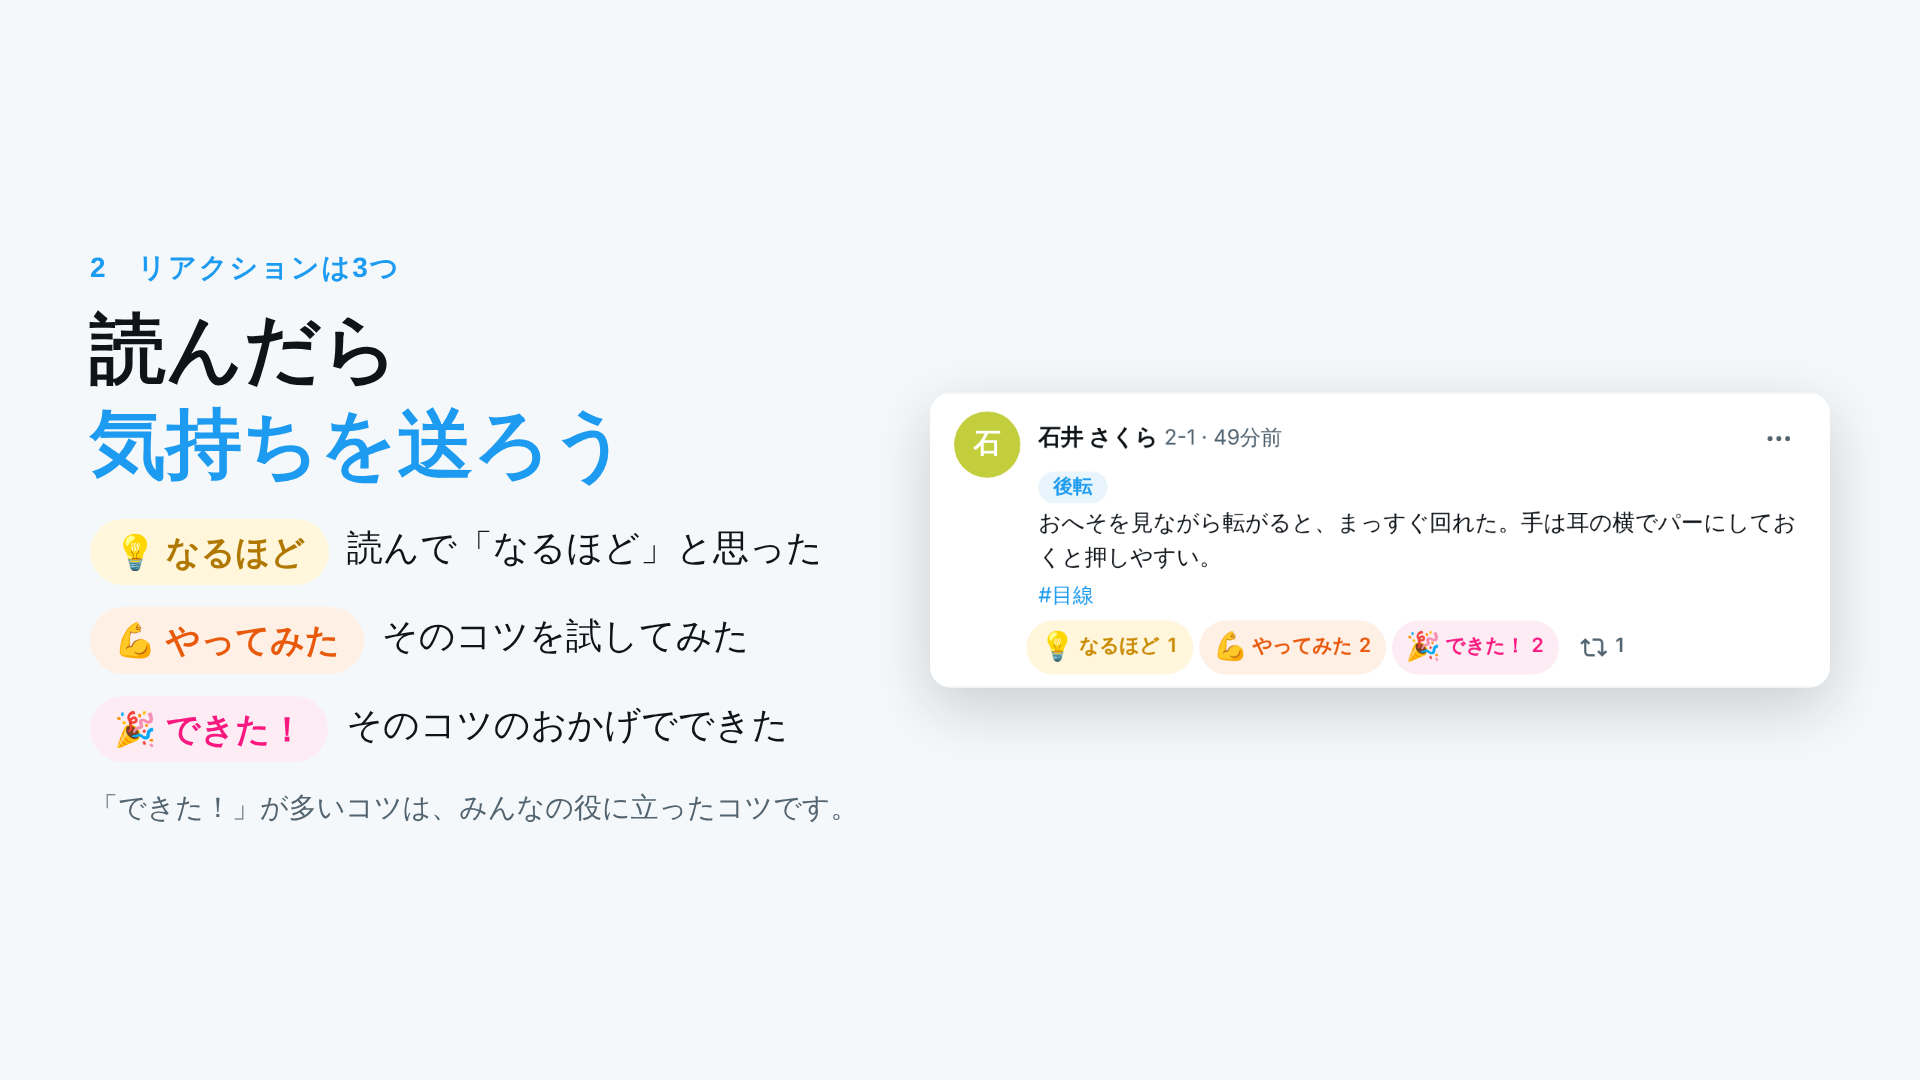 2 リアクションは3つ
読んだら
気持ちを送ろう
💡 なるほど 読んで「なるほど」と思った
💪 やってみた そのコツを試してみた
🎉 できた！ そのコツのおかげでできた
「できた！」が多いコツは、みんなの役に立ったコツです。
石
石井 さくら 2-1 · 49分前
後転
おへそを見ながら転がると、まっすぐ回れた。手は耳の横でパーにしてお
くと押しやすい。
#目線
💡 なるほど 1 💪 やってみた 2 🎉 できた！ 2 1